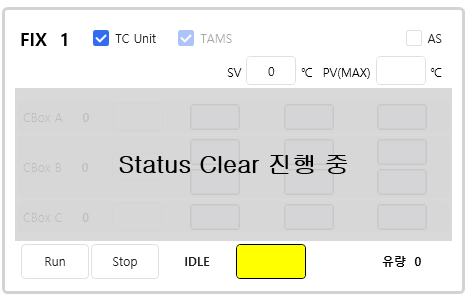 FIX 1 TC Unit TAMS AS
SV 0 ℃ PV(MAX) ℃
CBox A 0
CBox B 0
Status Clear 진행 중
CBox C 0
Run Stop IDLE 유량 0